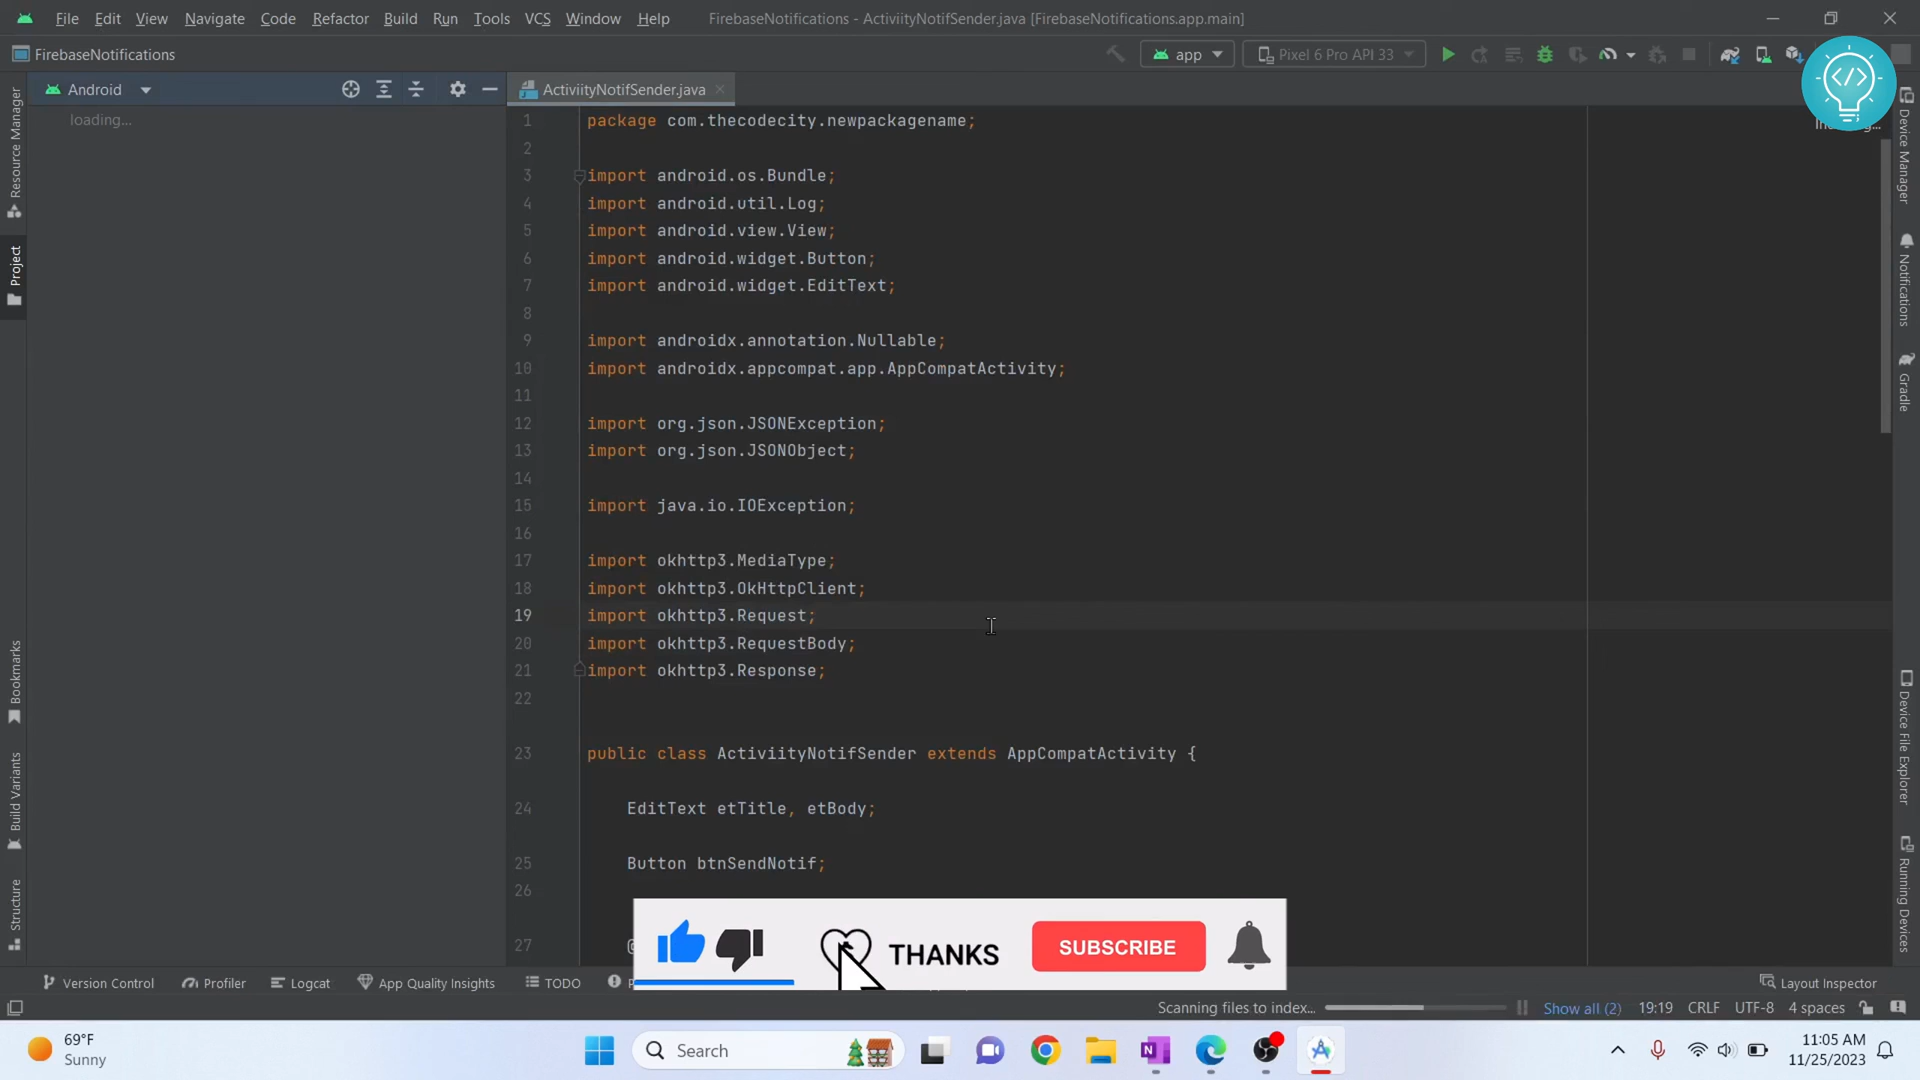 File Edit View Navigate Code Refactor Build Run Tools VCS Window Help FirebaseNotifications - ActiviityNotifSender.java [FirebaseNotifications.app.main]
FirebaseNotifications app Pixel 6 Pro API 33
Android ActiviityNotifSender.java
loading...
Resource Manager
Project
Bookmarks
Build Variants
Structure
1 package com.thecodecity.newpackagename;
2
3 import android.os.Bundle;
4 import android.util.Log;
5 import android.view.View;
6 import android.widget.Button;
7 import android.widget.EditText;
8
9 import androidx.annotation.Nullable;
10 import androidx.appcompat.app.AppCompatActivity;
11
12 import org.json.JSONException;
13 import org.json.JSONObject;
14
15 import java.io.IOException;
16
17 import okhttp3.MediaType;
18 import okhttp3.OkHttpClient;
19 import okhttp3.Request;
20 import okhttp3.RequestBody;
21 import okhttp3.Response;
22
23 public class ActiviityNotifSender extends AppCompatActivity {
24 EditText etTitle, etBody;
25 Button btnSendNotif;
26
27
THANKS SUBSCRIBE
Device Manager
Notifications
Gradle
Device File Explorer
Running Devices
Version Control Profiler Logcat App Quality Insights TODO Layout Inspector
Scanning files to index... Show all (2) 19:19 CRLF UTF-8 4 spaces
69°F
Sunny
Search
11:05 AM
11/25/2023